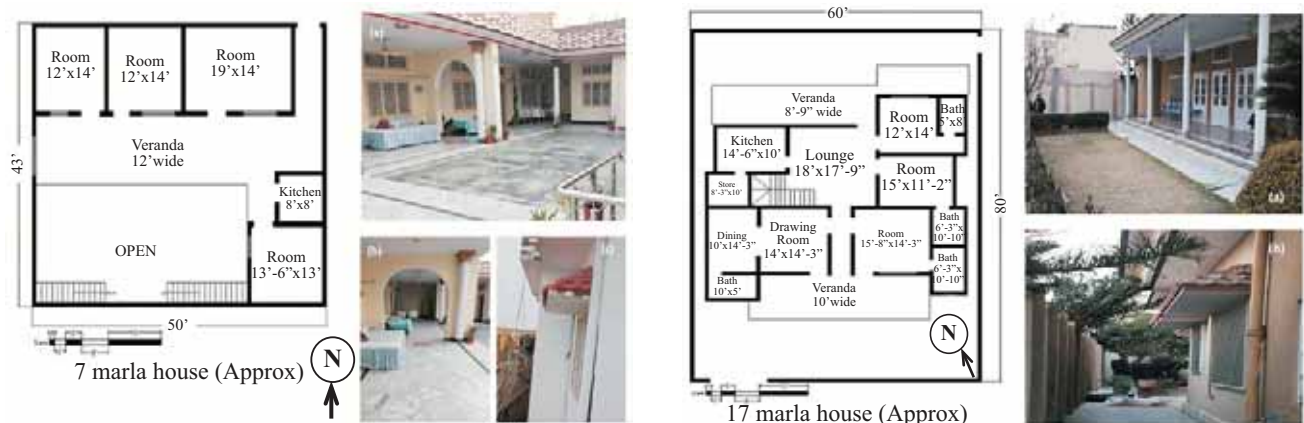 Room
12'x14'
Room
12'x14'
Room
19'x14'
Veranda
12'wide
43'
Kitchen
8'x8'
OPEN
Room
13'-6"x13'
50'
7 marla house (Approx)
N
(a)
(b)
60'
Veranda
8'-9" wide
Room
12'x14'
Bath
5'x8'
Kitchen
14'-6"x10'
Lounge
18'x17'-9"
Room
15'x11'-2"
Store
8'-3"x10'
80'
Dining
10'x14'-3"
Drawing
Room
14'x14'-3"
Room
15'-8"x14'-3"
Bath
6'-3"x
10'-10"
Bath
6'-3"x
10'-10"
Bath
10'x5'
Veranda
10'wide
N
17 marla house (Approx)
(a)
(b)